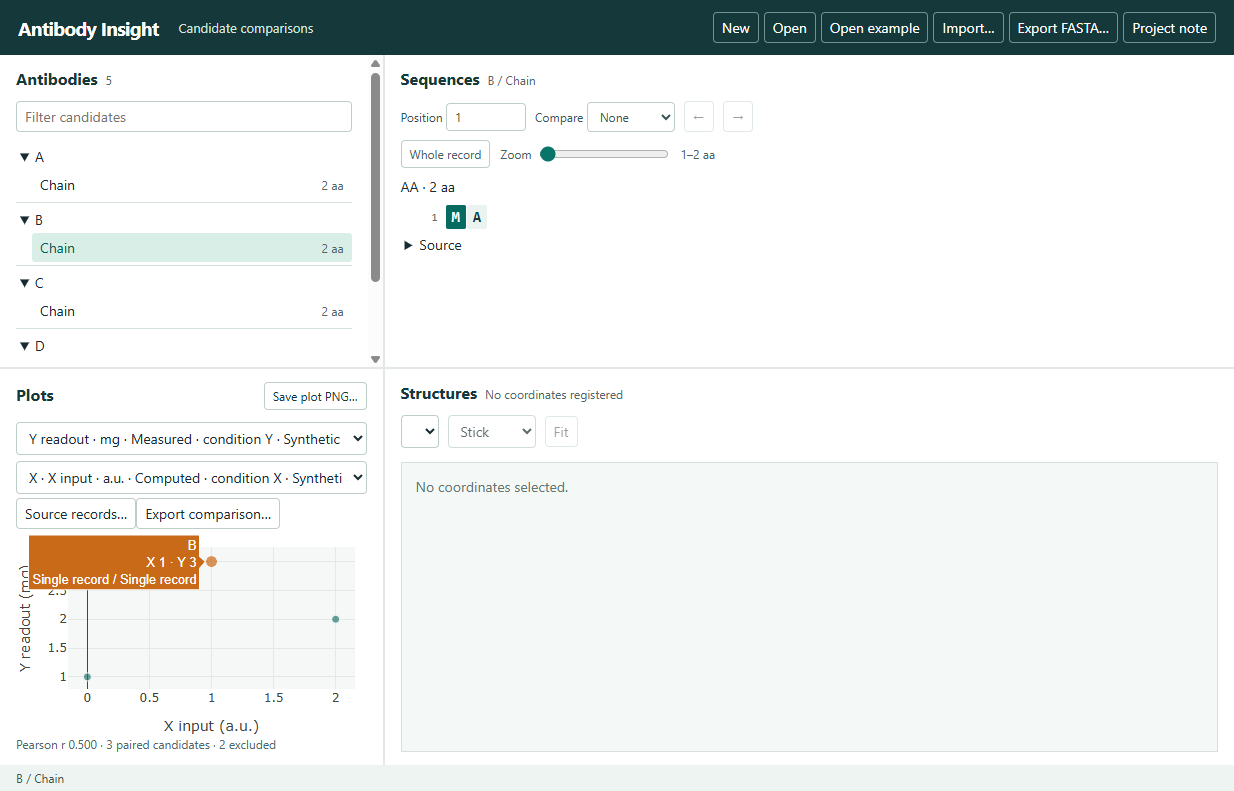 Antibody Insight Candidate comparisons New Open Open example Import... Export FASTA... Project note
Antibodies 5
Filter candidates
▼ A
Chain 2 aa
▼ B
Chain 2 aa
▼ C
Chain 2 aa
▼ D
Sequences B / Chain
Position 1 Compare None ← →
Whole record Zoom 1–2 aa
AA · 2 aa
1 M A
▶ Source
Plots Save plot PNG...
Y readout · mg · Measured · condition Y · Synthetic
X · X input · a.u. · Computed · condition X · Syntheti
Source records... Export comparison...
B
X 1 · Y 3
Single record / Single record
2.5
2
1.5
1
Y readout (mg)
0 0.5 1 1.5 2
X input (a.u.)
Pearson r 0.500 · 3 paired candidates · 2 excluded
Structures No coordinates registered
Stick Fit
No coordinates selected.
B / Chain